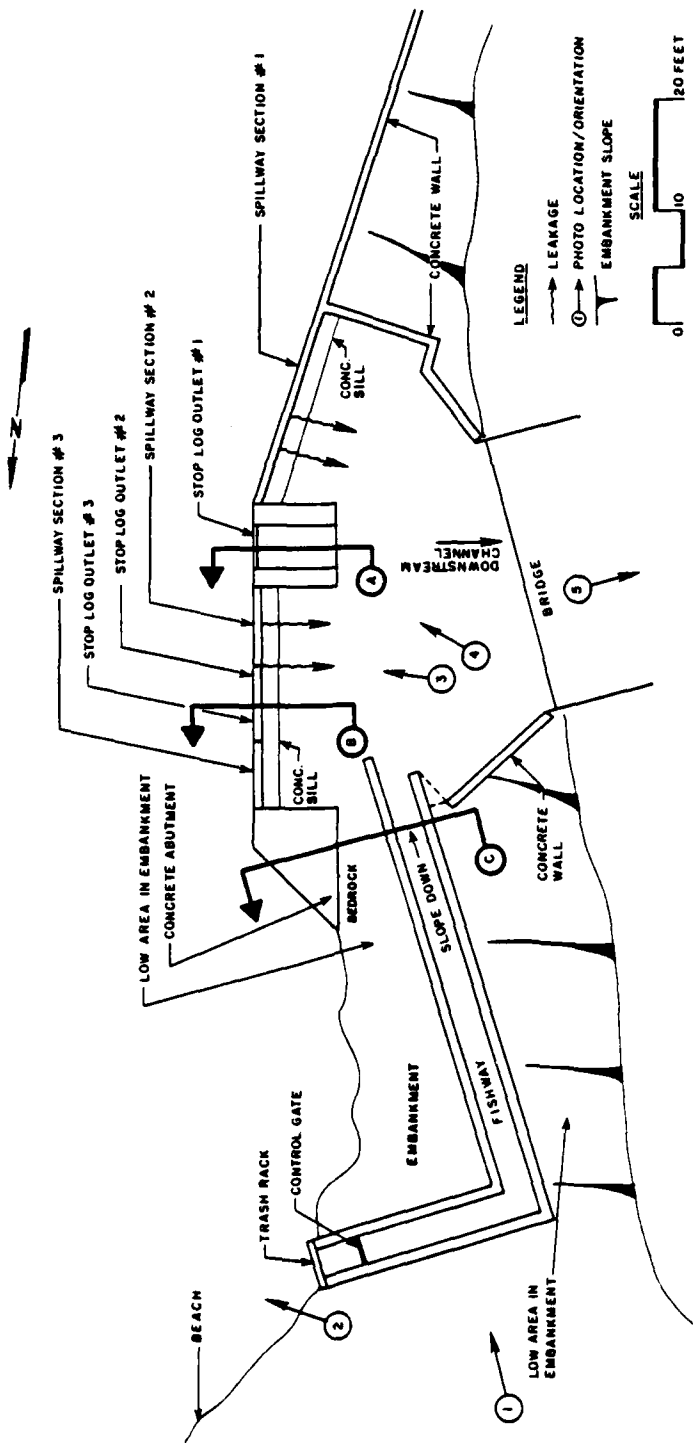 BEACH
TRASH RACK
CONTROL GATE
LOW AREA IN EMBANKMENT
CONCRETE ABUTMENT
SPILLWAY SECTION # 3
STOP LOG OUTLET # 3
STOP LOG OUTLET # 2
SPILLWAY SECTION # 2
STOP LOG OUTLET # 1
SPILLWAY SECTION # 1
N
CONC.
SILL
CONC.
SILL
BEDROCK
EMBANKMENT
FISHWAY
SLOPE DOWN
A
B
C
DOWNSTREAM
CHANNEL
BRIDGE
CONCRETE WALL
CONCRETE
WALL
LOW AREA IN
EMBANKMENT
1
2
3
4
5
LEGEND
LEAKAGE
1 PHOTO LOCATION/ORIENTATION
EMBANKMENT SLOPE
SCALE
0 10 20 FEET